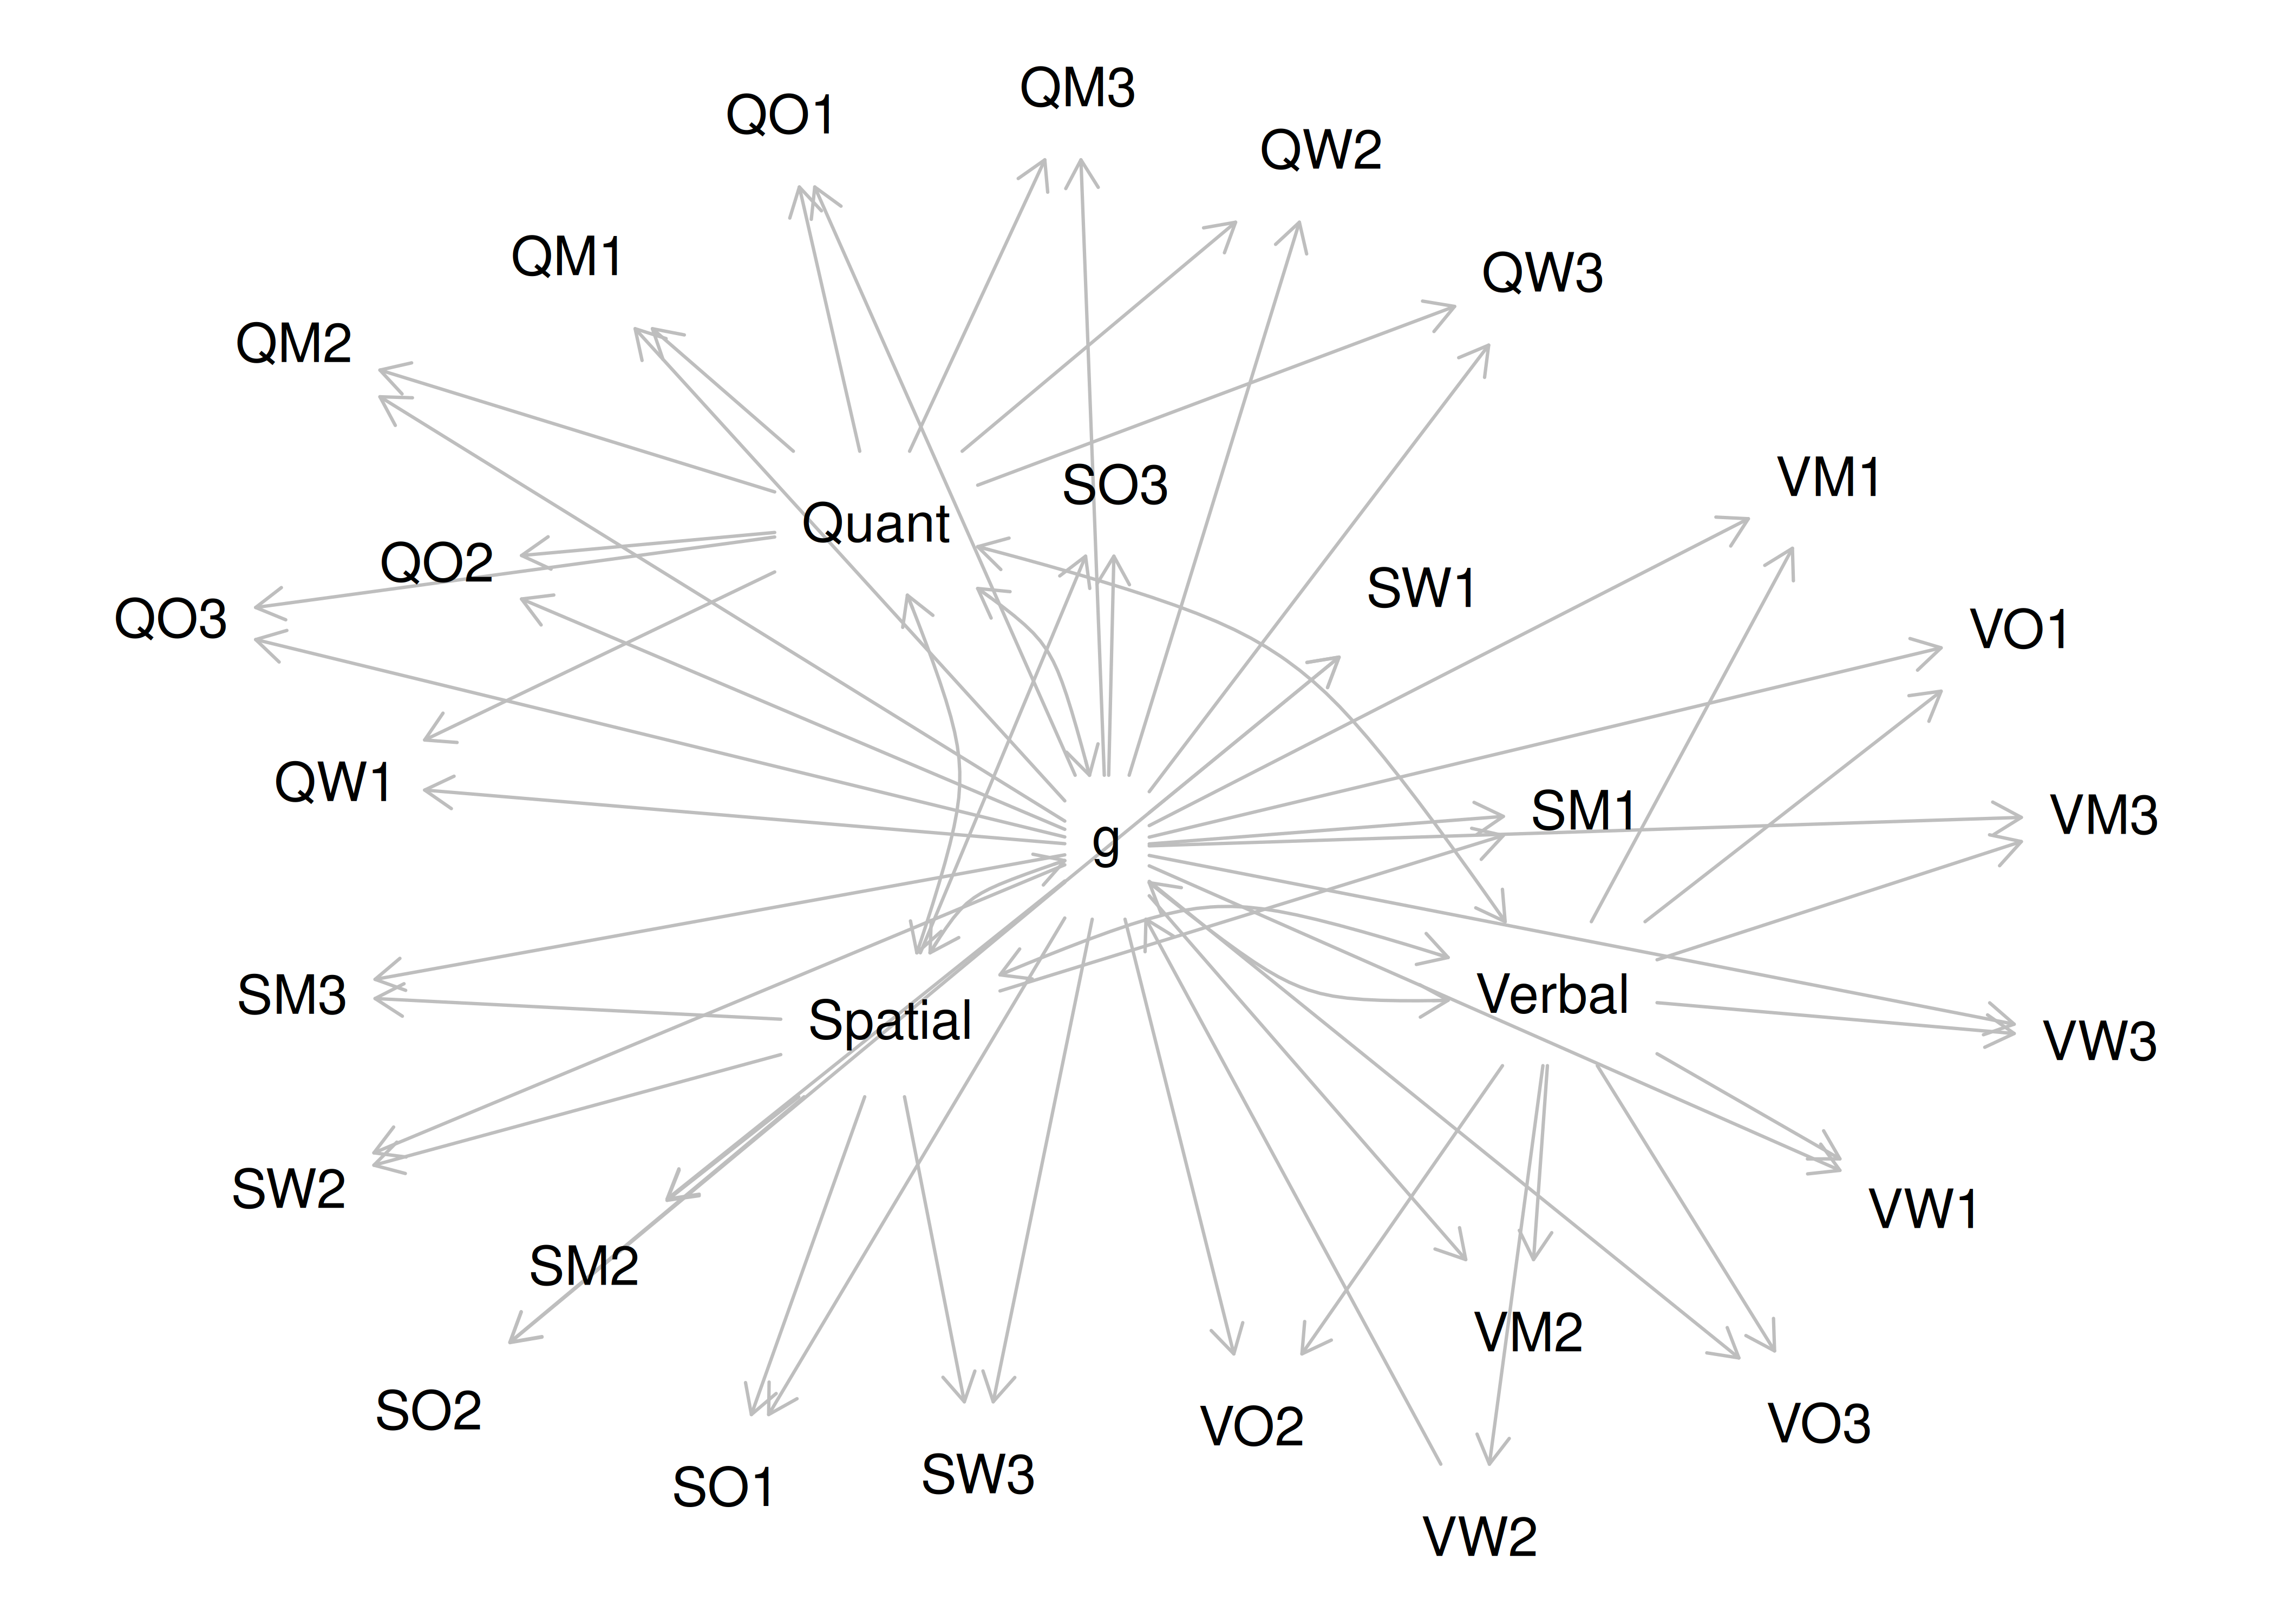 QM3
QO1
QW2
QM1
QW3
QM2
SO3
VM1
Quant
QO2
SW1
QO3
VO1
QW1
SM1
VM3
g
SM3
Verbal
Spatial
VW3
SW2
VW1
SM2
VM2
SO2
VO2
VO3
SO1
SW3
VW2